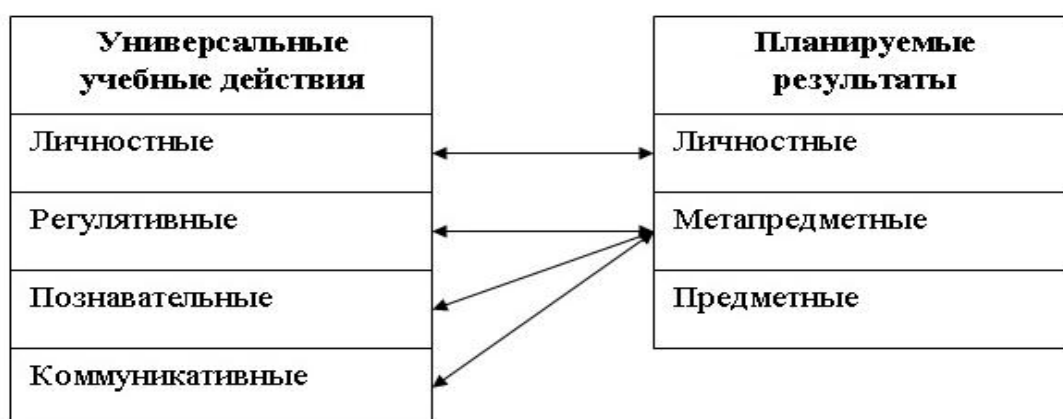 Универсальные
учебные действия
Личностные
Регулятивные
Познавательные
Коммуникативные
Планируемые
результаты
Личностные
Метапредметные
Предметные